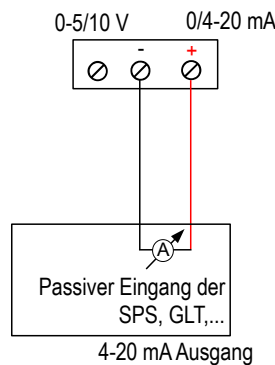 0-5/10 V
0/4-20 mA
- +
A
Passiver Eingang der
SPS, GLT,...
4-20 mA Ausgang